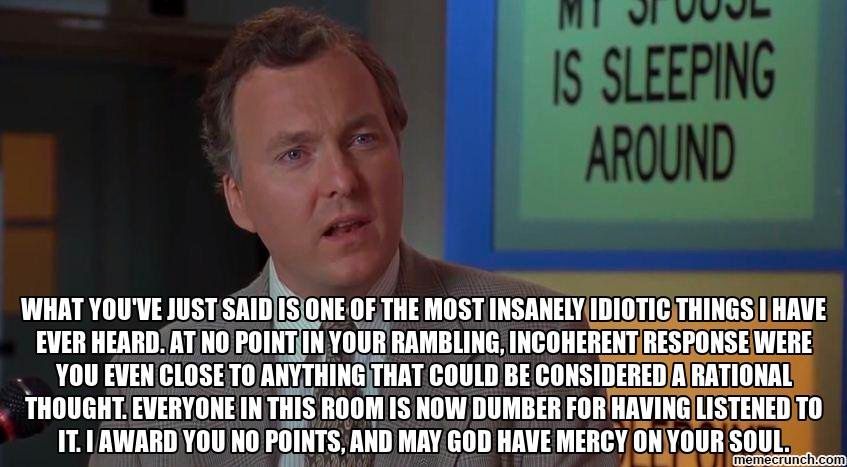 MY SPOUSE
IS SLEEPING
AROUND
WHAT YOU'VE JUST SAID IS ONE OF THE MOST INSANELY IDIOTIC THINGS I HAVE
EVER HEARD. AT NO POINT IN YOUR RAMBLING, INCOHERENT RESPONSE WERE
YOU EVEN CLOSE TO ANYTHING THAT COULD BE CONSIDERED A RATIONAL
THOUGHT. EVERYONE IN THIS ROOM IS NOW DUMBER FOR HAVING LISTENED TO
IT. I AWARD YOU NO POINTS, AND MAY GOD HAVE MERCY ON YOUR SOUL.
memecrunch.com